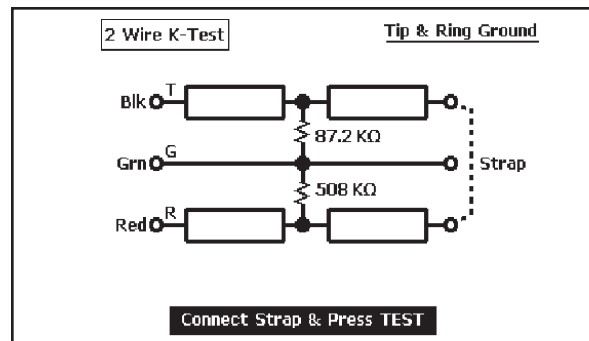 2 Wire K-Test
Tip & Ring Ground
Blk T
87.2 KΩ
Grn G
Strap
508 KΩ
Red R
Connect Strap & Press TEST